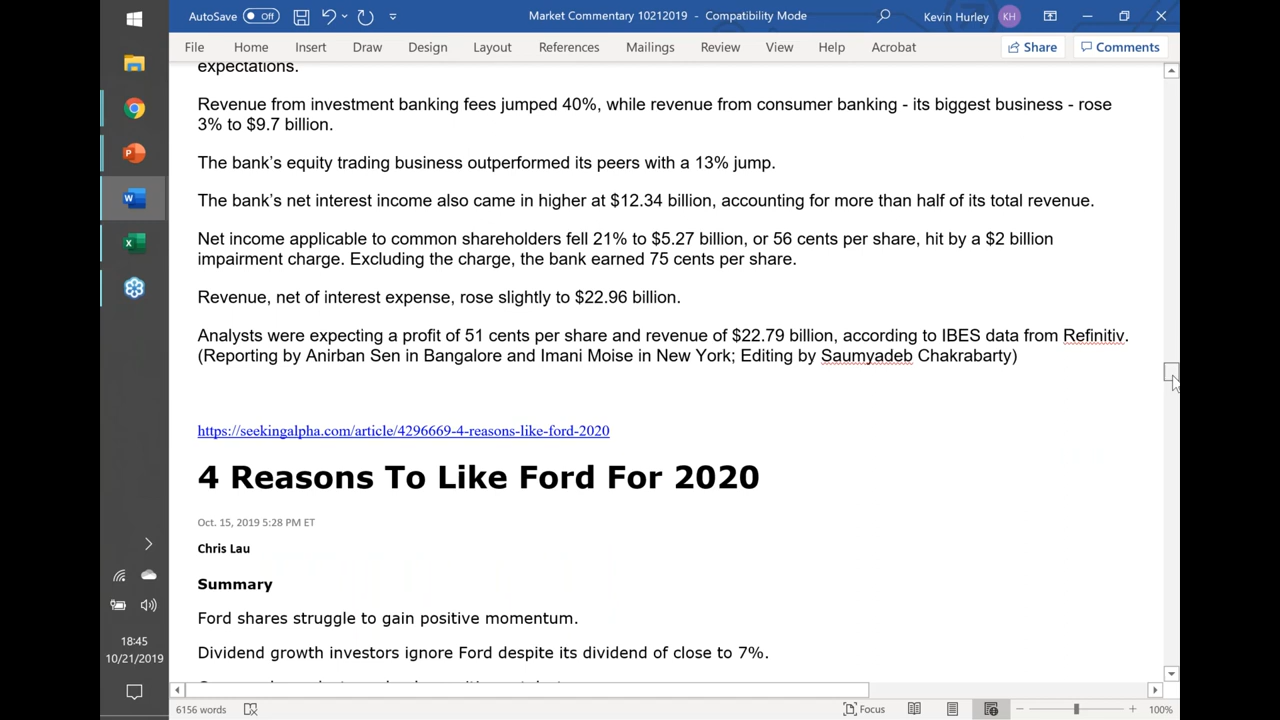 AutoSave Off Market Commentary 10212019 - Compatibility Mode Kevin Hurley KH
File Home Insert Draw Design Layout References Mailings Review View Help Acrobat Share Comments
expectations.
Revenue from investment banking fees jumped 40%, while revenue from consumer banking - its biggest business - rose
3% to $9.7 billion.
The bank's equity trading business outperformed its peers with a 13% jump.
The bank's net interest income also came in higher at $12.34 billion, accounting for more than half of its total revenue.
Net income applicable to common shareholders fell 21% to $5.27 billion, or 56 cents per share, hit by a $2 billion
impairment charge. Excluding the charge, the bank earned 75 cents per share.
Revenue, net of interest expense, rose slightly to $22.96 billion.
Analysts were expecting a profit of 51 cents per share and revenue of $22.79 billion, according to IBES data from Refinitiv.
(Reporting by Anirban Sen in Bangalore and Imani Moise in New York; Editing by Saumyadeb Chakrabarty)
https://seekingalpha.com/article/4296669-4-reasons-like-ford-2020
4 Reasons To Like Ford For 2020
Oct. 15, 2019 5:28 PM ET
Chris Lau
Summary
Ford shares struggle to gain positive momentum.
Dividend growth investors ignore Ford despite its dividend of close to 7%.
18:45
10/21/2019
6156 words Focus 100%